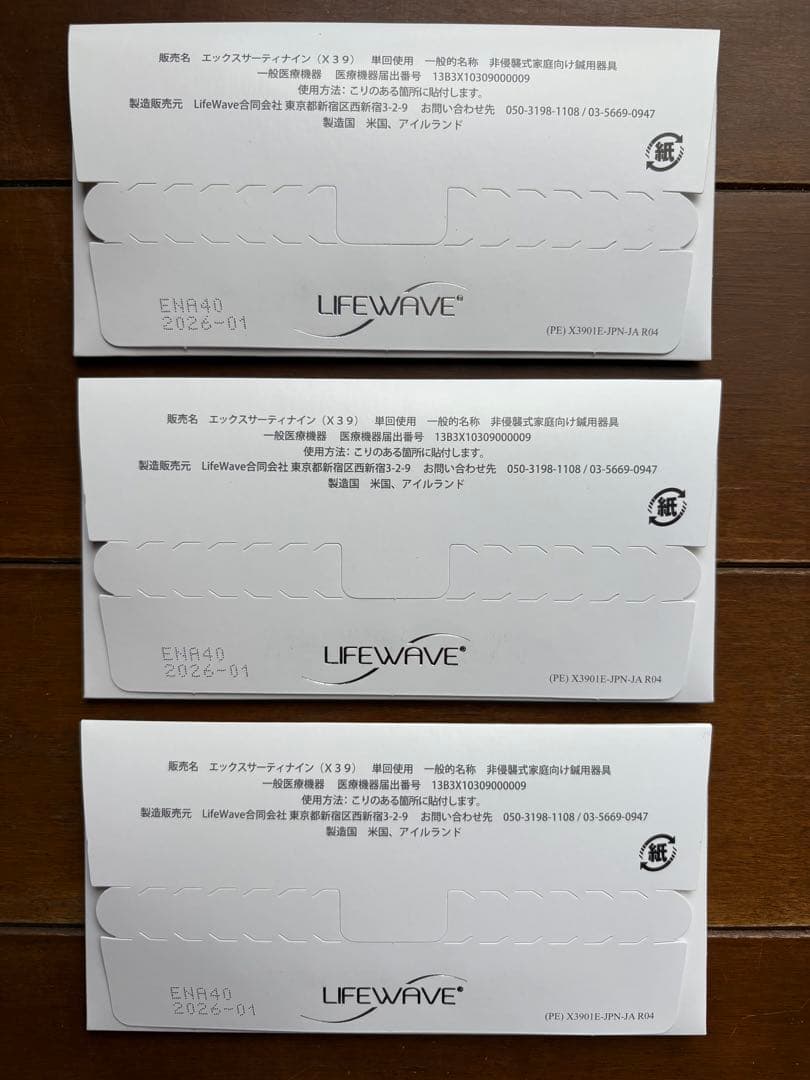 販売名 エックスサーティナイン（X39） 単回使用 一般的名称 非侵襲式家庭向け鍼用器具
一般医療機器 医療機器届出番号 13B3X10309000009
使用方法：こりのある箇所に貼付します。
製造販売元 LifeWave合同会社 東京都新宿区西新宿3-2-9 お問い合わせ先 050-3198-1108 / 03-5669-0947
製造国 米国、アイルランド
紙
ENA40
2026-01
LIFEWAVE®
(PE) X3901E-JPN-JA R04
販売名 エックスサーティナイン（X39） 単回使用 一般的名称 非侵襲式家庭向け鍼用器具
一般医療機器 医療機器届出番号 13B3X10309000009
使用方法：こりのある箇所に貼付します。
製造販売元 LifeWave合同会社 東京都新宿区西新宿3-2-9 お問い合わせ先 050-3198-1108 / 03-5669-0947
製造国 米国、アイルランド
紙
ENA40
2026-01
LIFEWAVE®
(PE) X3901E-JPN-JA R04
販売名 エックスサーティナイン（X39） 単回使用 一般的名称 非侵襲式家庭向け鍼用器具
一般医療機器 医療機器届出番号 13B3X10309000009
使用方法：こりのある箇所に貼付します。
製造販売元 LifeWave合同会社 東京都新宿区西新宿3-2-9 お問い合わせ先 050-3198-1108 / 03-5669-0947
製造国 米国、アイルランド
紙
ENA40
2026-01
LIFEWAVE®
(PE) X3901E-JPN-JA R04